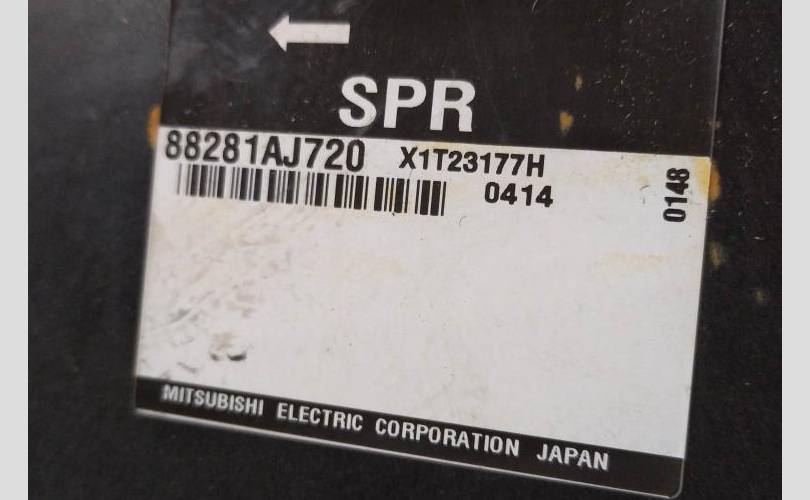 SPR
88281AJ720 X1T23177H
0414
0148
MITSUBISHI ELECTRIC CORPORATION JAPAN